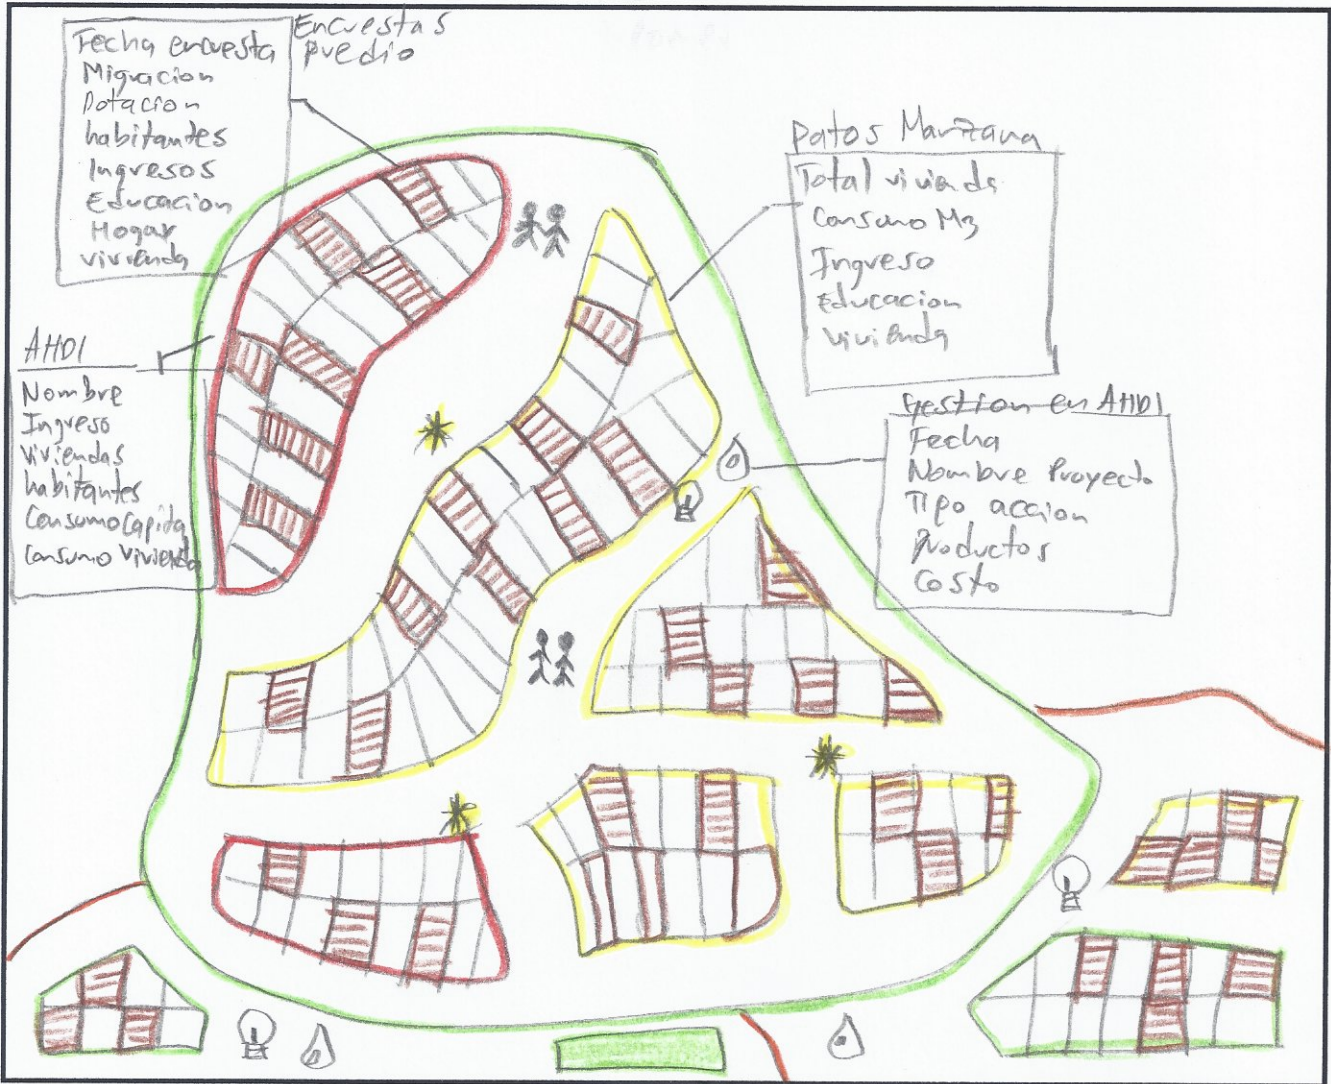 Encuestas
predio
Fecha encuesta
Migracion
Dotacion
habitantes
Ingresos
Educacion
Hogar
vivienda
Datos Manzana
Total vivienda
Consumo M3
Ingreso
Educacion
Vivienda
AHDI
Nombre
Ingreso
Viviendas
habitantes
Consumo Capita
Consumo Vivienda
Gestion en AHDI
Fecha
Nombre Proyecto
Tipo accion
Productos
Costo